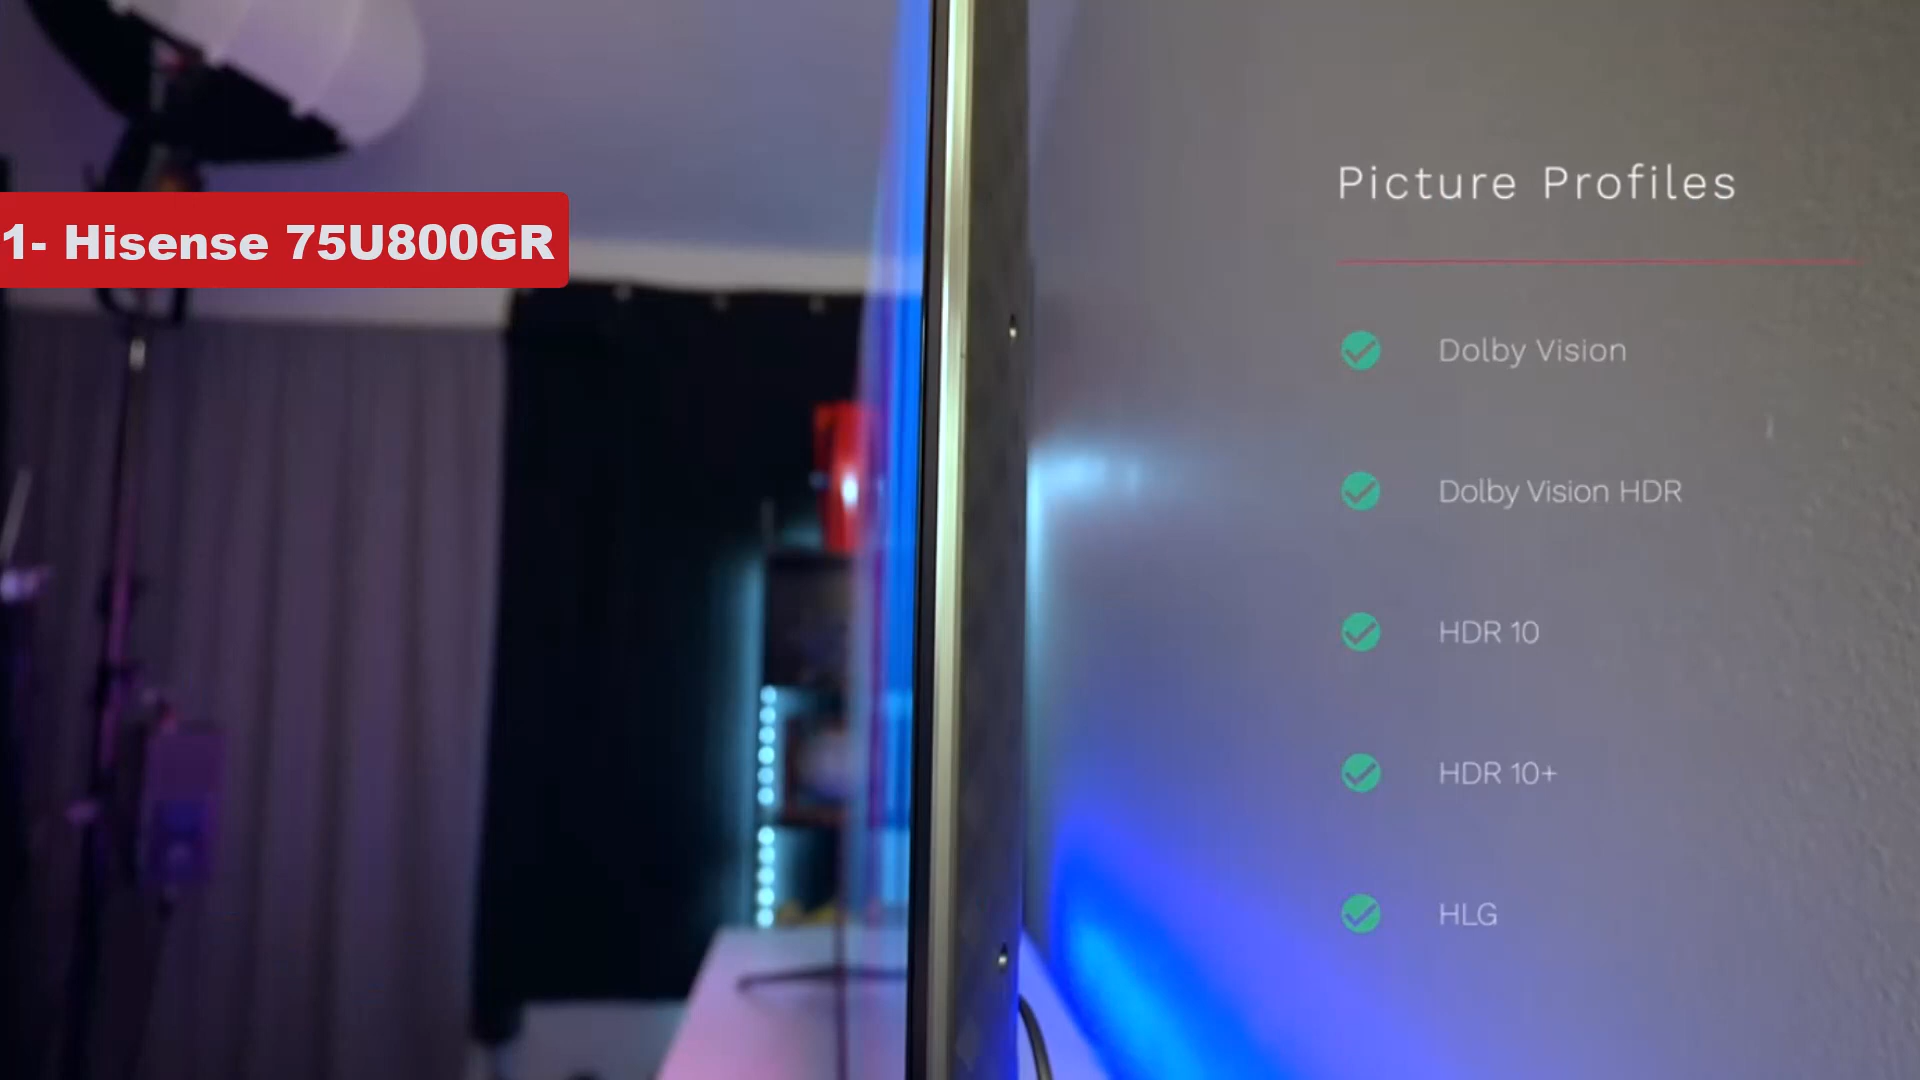 1- Hisense 75U800GR
Picture Profiles
Dolby Vision
Dolby Vision HDR
HDR 10
HDR 10+
HLG